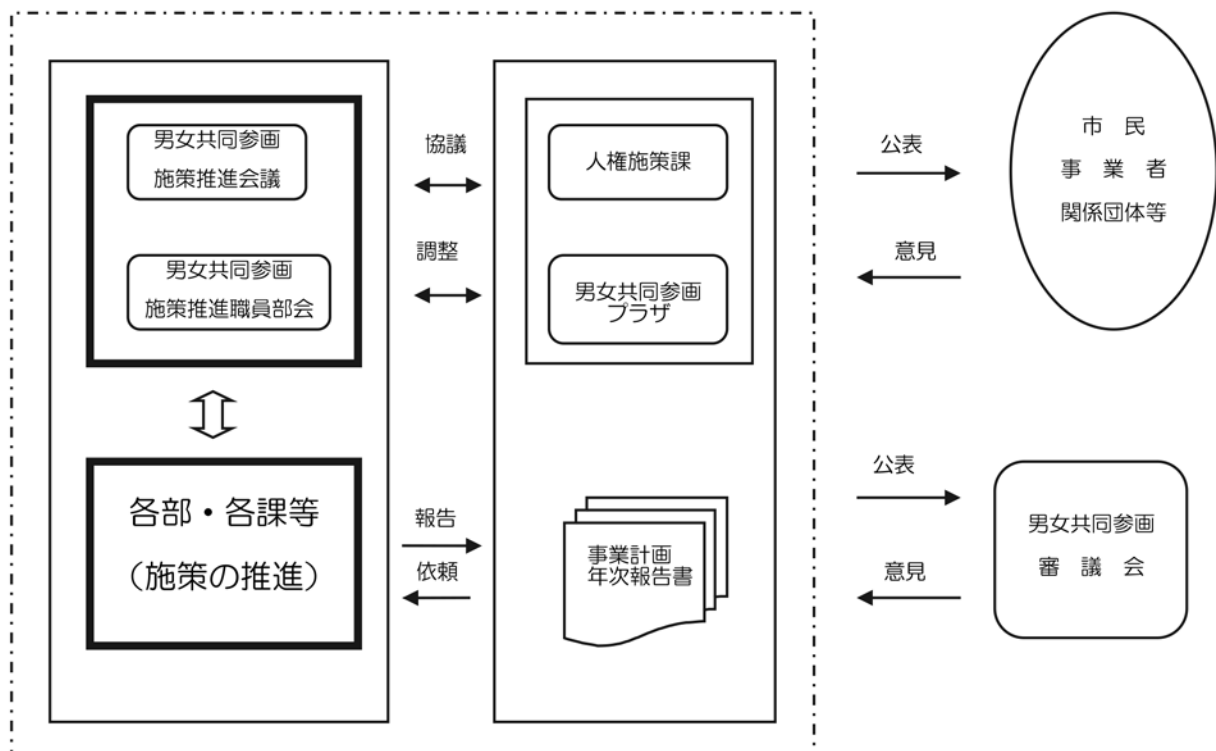 男女共同参画
施策推進会議
男女共同参画
施策推進職員部会
各部・各課等
（施策の推進）
協議
調整
報告
依頼
人権施策課
男女共同参画
プラザ
事業計画
年次報告書
公表
意見
市　民
事　業　者
関係団体等
公表
意見
男女共同参画
審　議　会